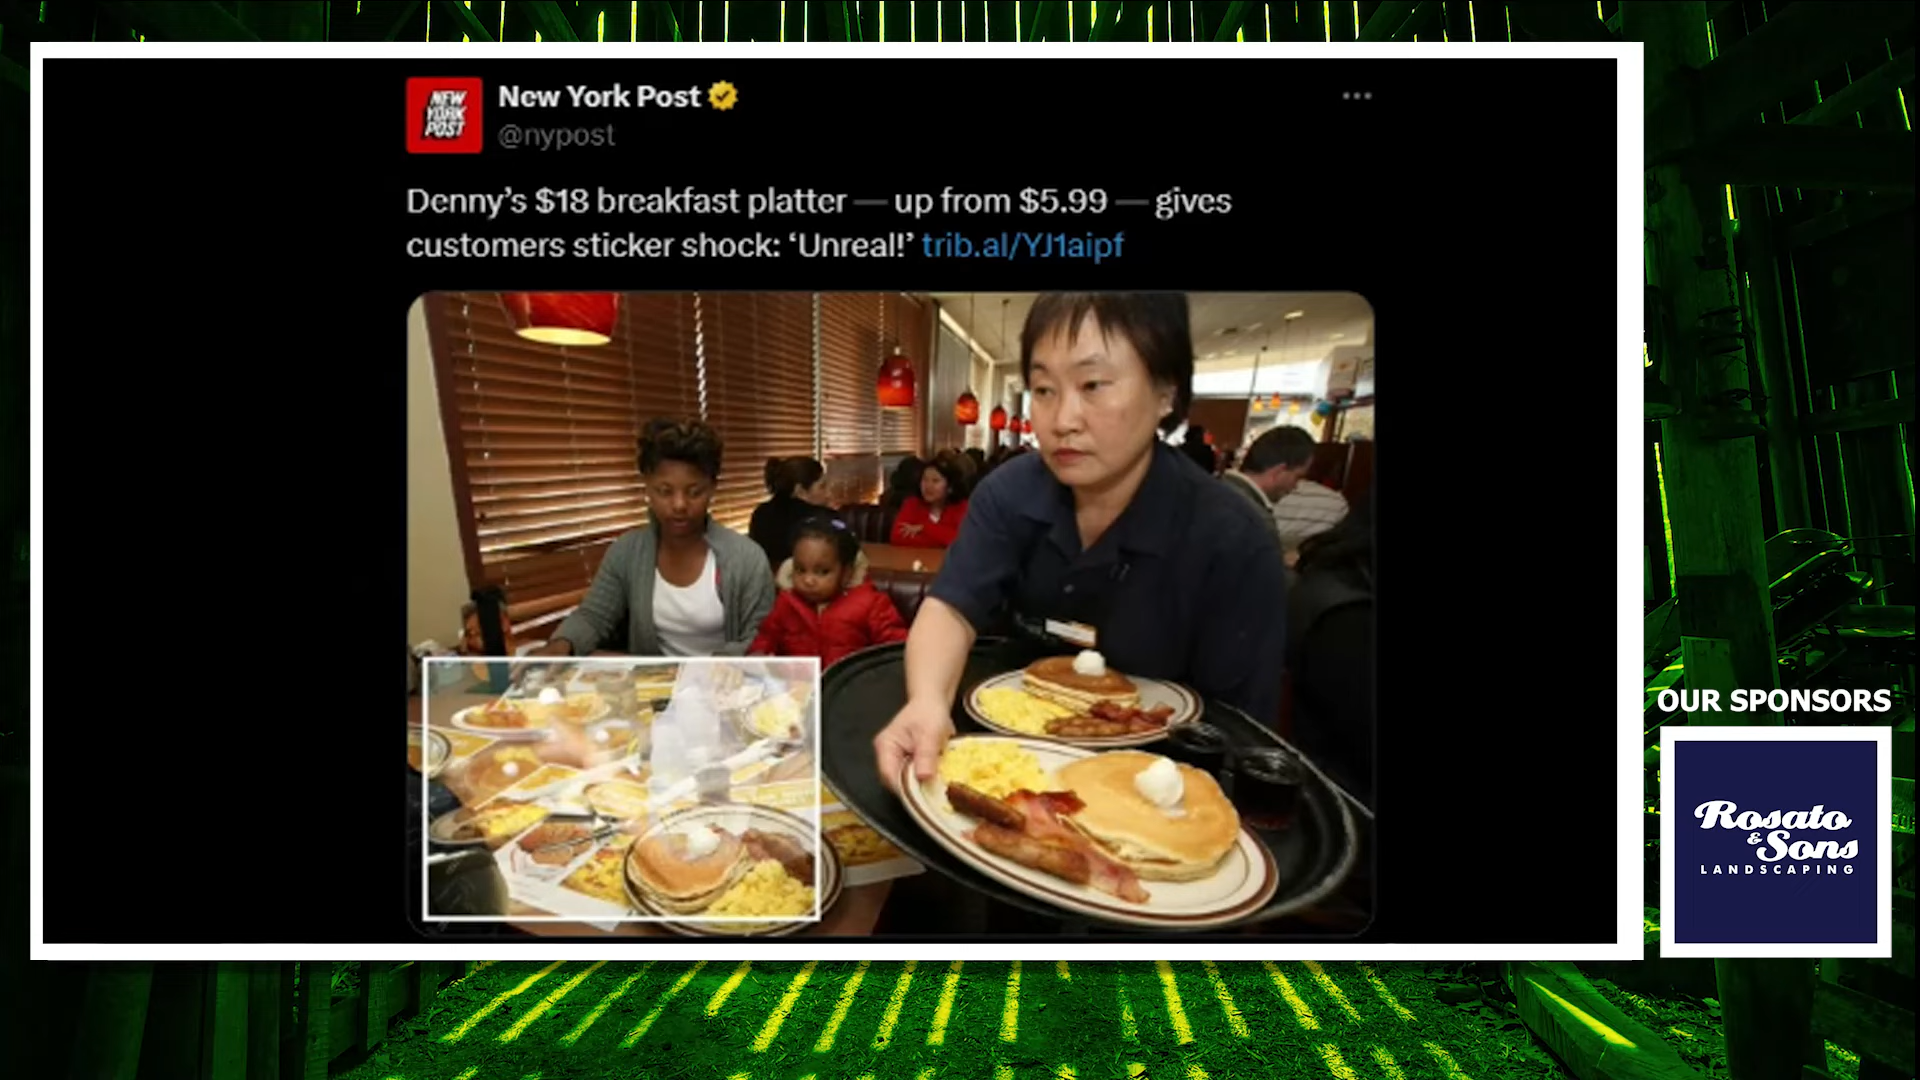 NEW
YORK
POST
New York Post
@nypost
Denny’s $18 breakfast platter — up from $5.99 — gives
customers sticker shock: ‘Unreal!’ trib.al/YJ1aipf
OUR SPONSORS
Rosato
& Sons
LANDSCAPING